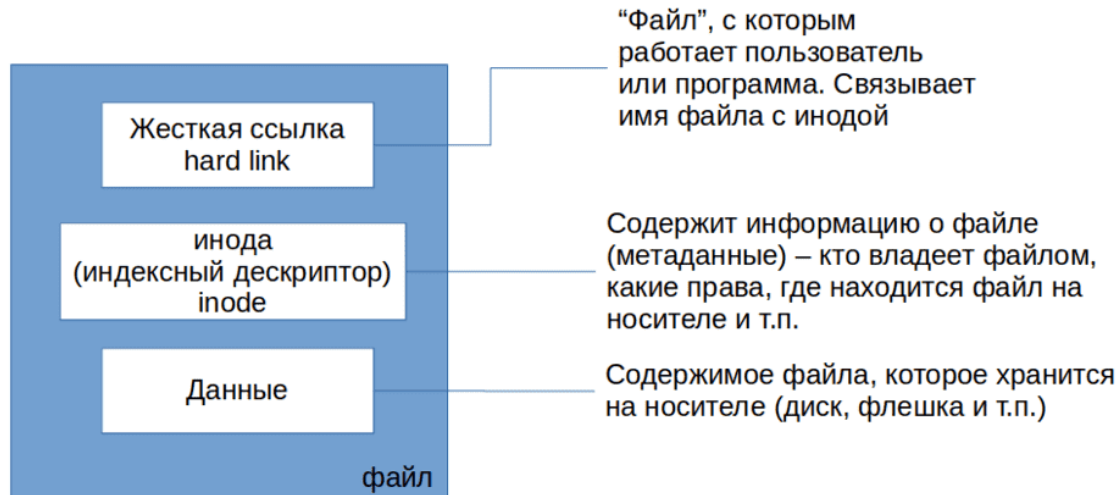 “Файл”, с которым
работает пользователь
или программа. Связывает
имя файла с инодой
Жесткая ссылка
hard link
инода
(индексный дескриптор)
inode
Содержит информацию о файле
(метаданные) – кто владеет файлом,
какие права, где находится файл на
носителе и т.п.
Данные
Содержимое файла, которое хранится
на носителе (диск, флешка и т.п.)
файл